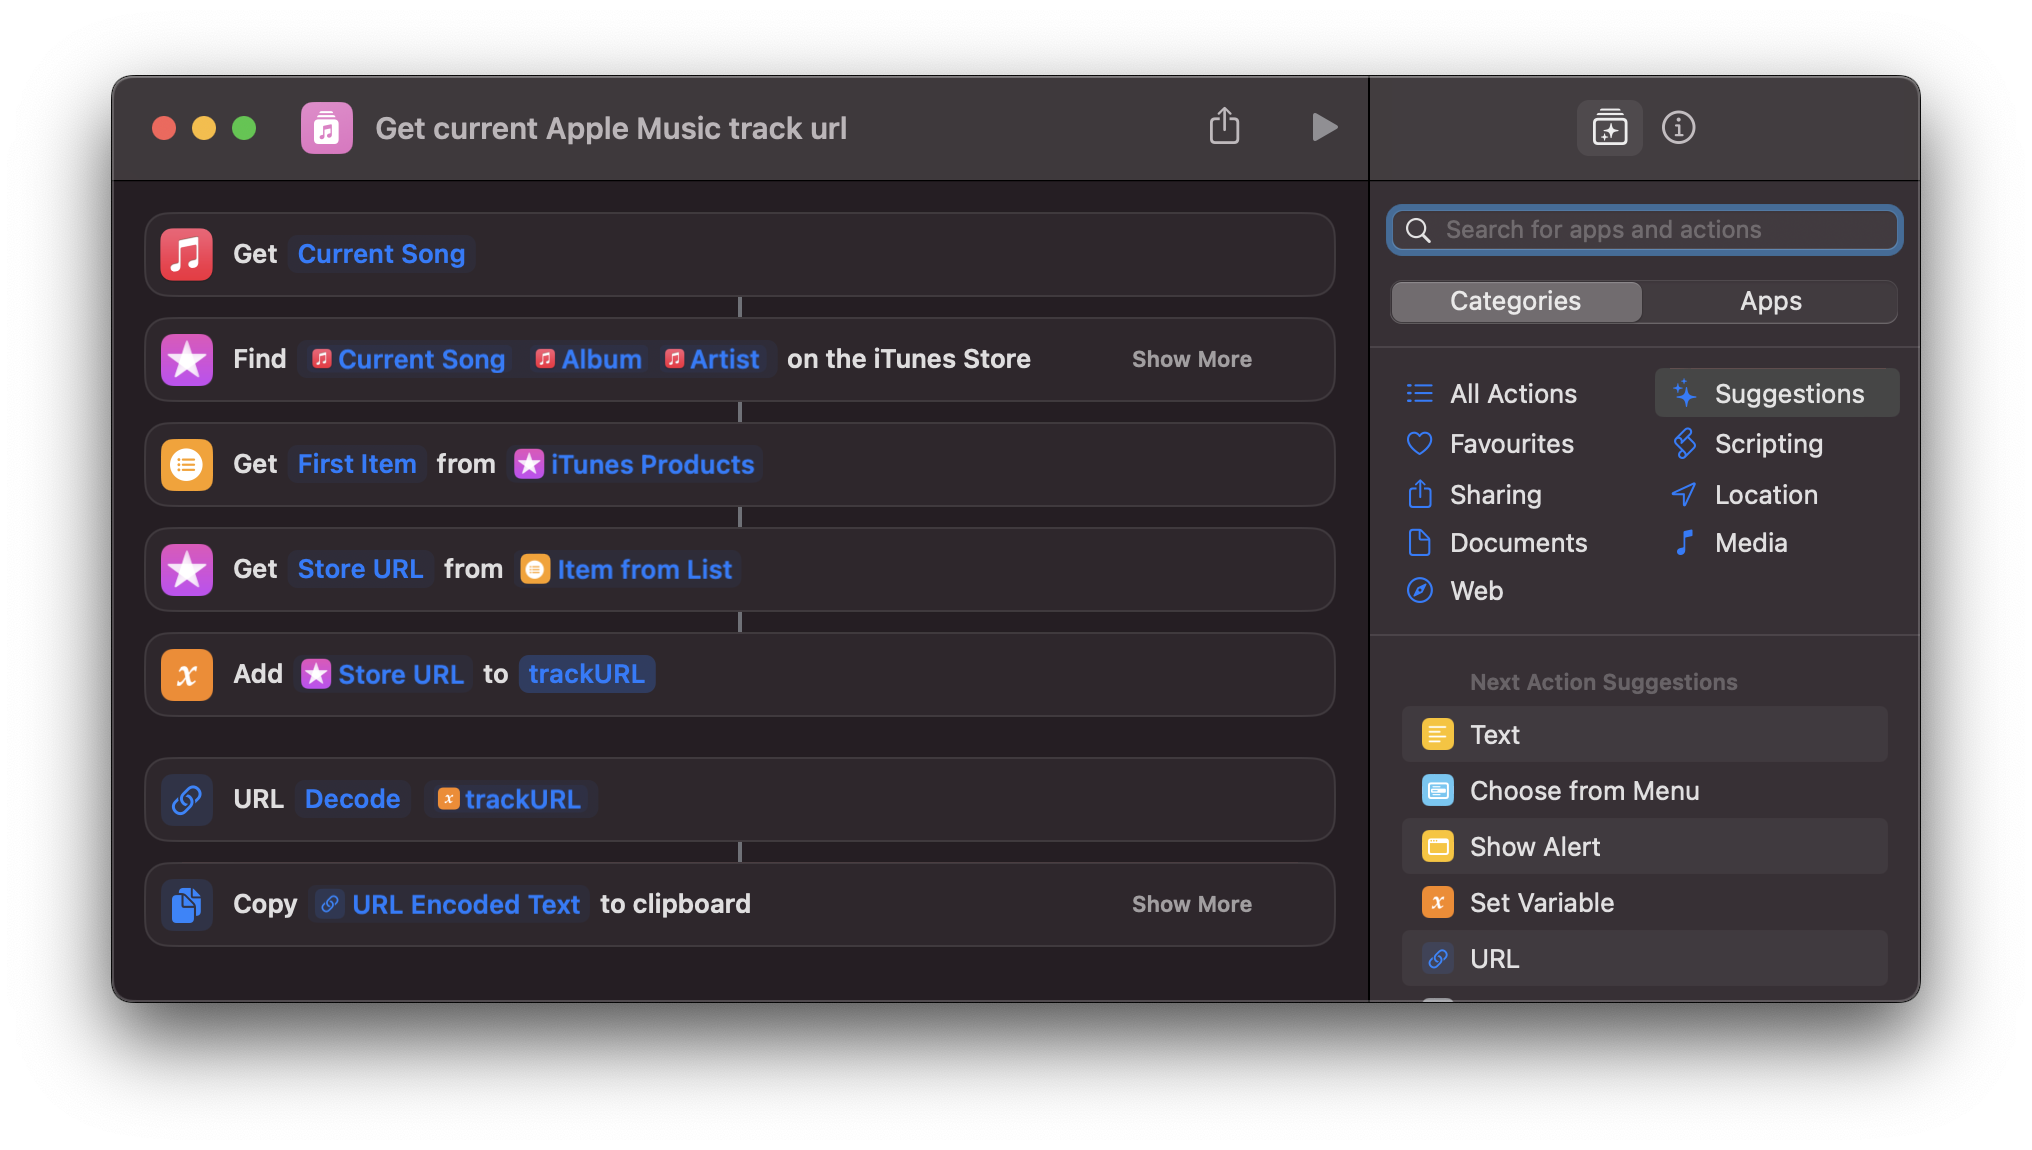 Get current Apple Music track url
Get Current Song
Find Current Song Album Artist on the iTunes Store Show More
Get First Item from iTunes Products
Get Store URL from Item from List
x Add Store URL to trackURL
URL Decode x trackURL
Copy URL Encoded Text to clipboard Show More
Search for apps and actions
Categories Apps
All Actions Suggestions
Favourites Scripting
Sharing Location
Documents Media
Web
Next Action Suggestions
Text
Choose from Menu
Show Alert
x Set Variable
URL